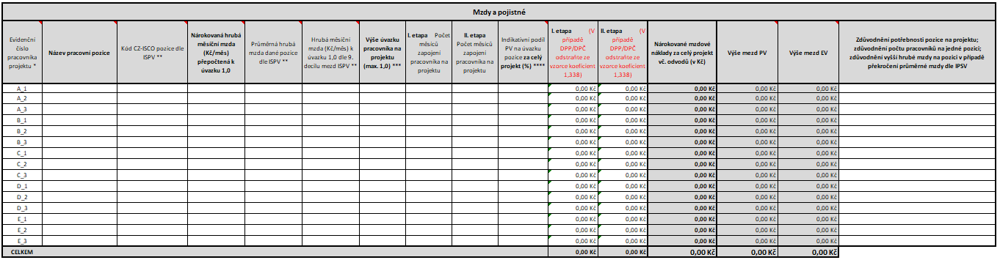 Mzdy a pojistné
Evidenční
číslo
pracovníka
projektu *
Název pracovní pozice
Kód CZ-ISCO pozice dle
ISPV **
Nárokovaná hrubá
měsíční mzda
(Kč/měs)
přepočtená k
úvazku 1,0
Průměrná hrubá
mzda dané pozice
dle ISPV **
Hrubá měsíční
mzda (Kč/měs) k
úvazku 1,0 dle 9.
decilu mezd ISPV **
Výše úvazku
pracovníka na
projektu
(max. 1,0) ***
I. etapa Počet
měsíců
zapojení
pracovníka na
projektu
II. etapa
Počet měsíců
zapojení
pracovníka na
projektu
Indikativní podíl
PV na úvazku
pozice za celý
projekt (%) ****
I. etapa (V
případě
DPP/DPČ
odstraňte ze
vzorce koeficient
1,338)
II. etapa (V
případě
DPP/DPČ
odstraňte ze
vzorce koeficient
1,338)
Nárokované mzdové
náklady za celý projekt
vč. odvodů (v Kč)
Výše mezd PV
Výše mezd EV
Zdůvodnění potřebnosti pozice na projektu;
zdůvodnění počtu pracovníků na jedné pozici;
zdůvodnění vyšší hrubé mzdy na pozici v případě
překročení průměrné mzdy dle IPSV
A_1 0,00 Kč 0,00 Kč 0,00 Kč 0,00 Kč 0,00 Kč
A_2 0,00 Kč 0,00 Kč 0,00 Kč 0,00 Kč 0,00 Kč
A_3 0,00 Kč 0,00 Kč 0,00 Kč 0,00 Kč 0,00 Kč
B_1 0,00 Kč 0,00 Kč 0,00 Kč 0,00 Kč 0,00 Kč
B_2 0,00 Kč 0,00 Kč 0,00 Kč 0,00 Kč 0,00 Kč
B_3 0,00 Kč 0,00 Kč 0,00 Kč 0,00 Kč 0,00 Kč
C_1 0,00 Kč 0,00 Kč 0,00 Kč 0,00 Kč 0,00 Kč
C_2 0,00 Kč 0,00 Kč 0,00 Kč 0,00 Kč 0,00 Kč
C_3 0,00 Kč 0,00 Kč 0,00 Kč 0,00 Kč 0,00 Kč
D_1 0,00 Kč 0,00 Kč 0,00 Kč 0,00 Kč 0,00 Kč
D_2 0,00 Kč 0,00 Kč 0,00 Kč 0,00 Kč 0,00 Kč
D_3 0,00 Kč 0,00 Kč 0,00 Kč 0,00 Kč 0,00 Kč
E_1 0,00 Kč 0,00 Kč 0,00 Kč 0,00 Kč 0,00 Kč
E_2 0,00 Kč 0,00 Kč 0,00 Kč 0,00 Kč 0,00 Kč
E_3 0,00 Kč 0,00 Kč 0,00 Kč 0,00 Kč 0,00 Kč
CELKEM 0,00 Kč 0,00 Kč 0,00 Kč 0,00 Kč 0,00 Kč